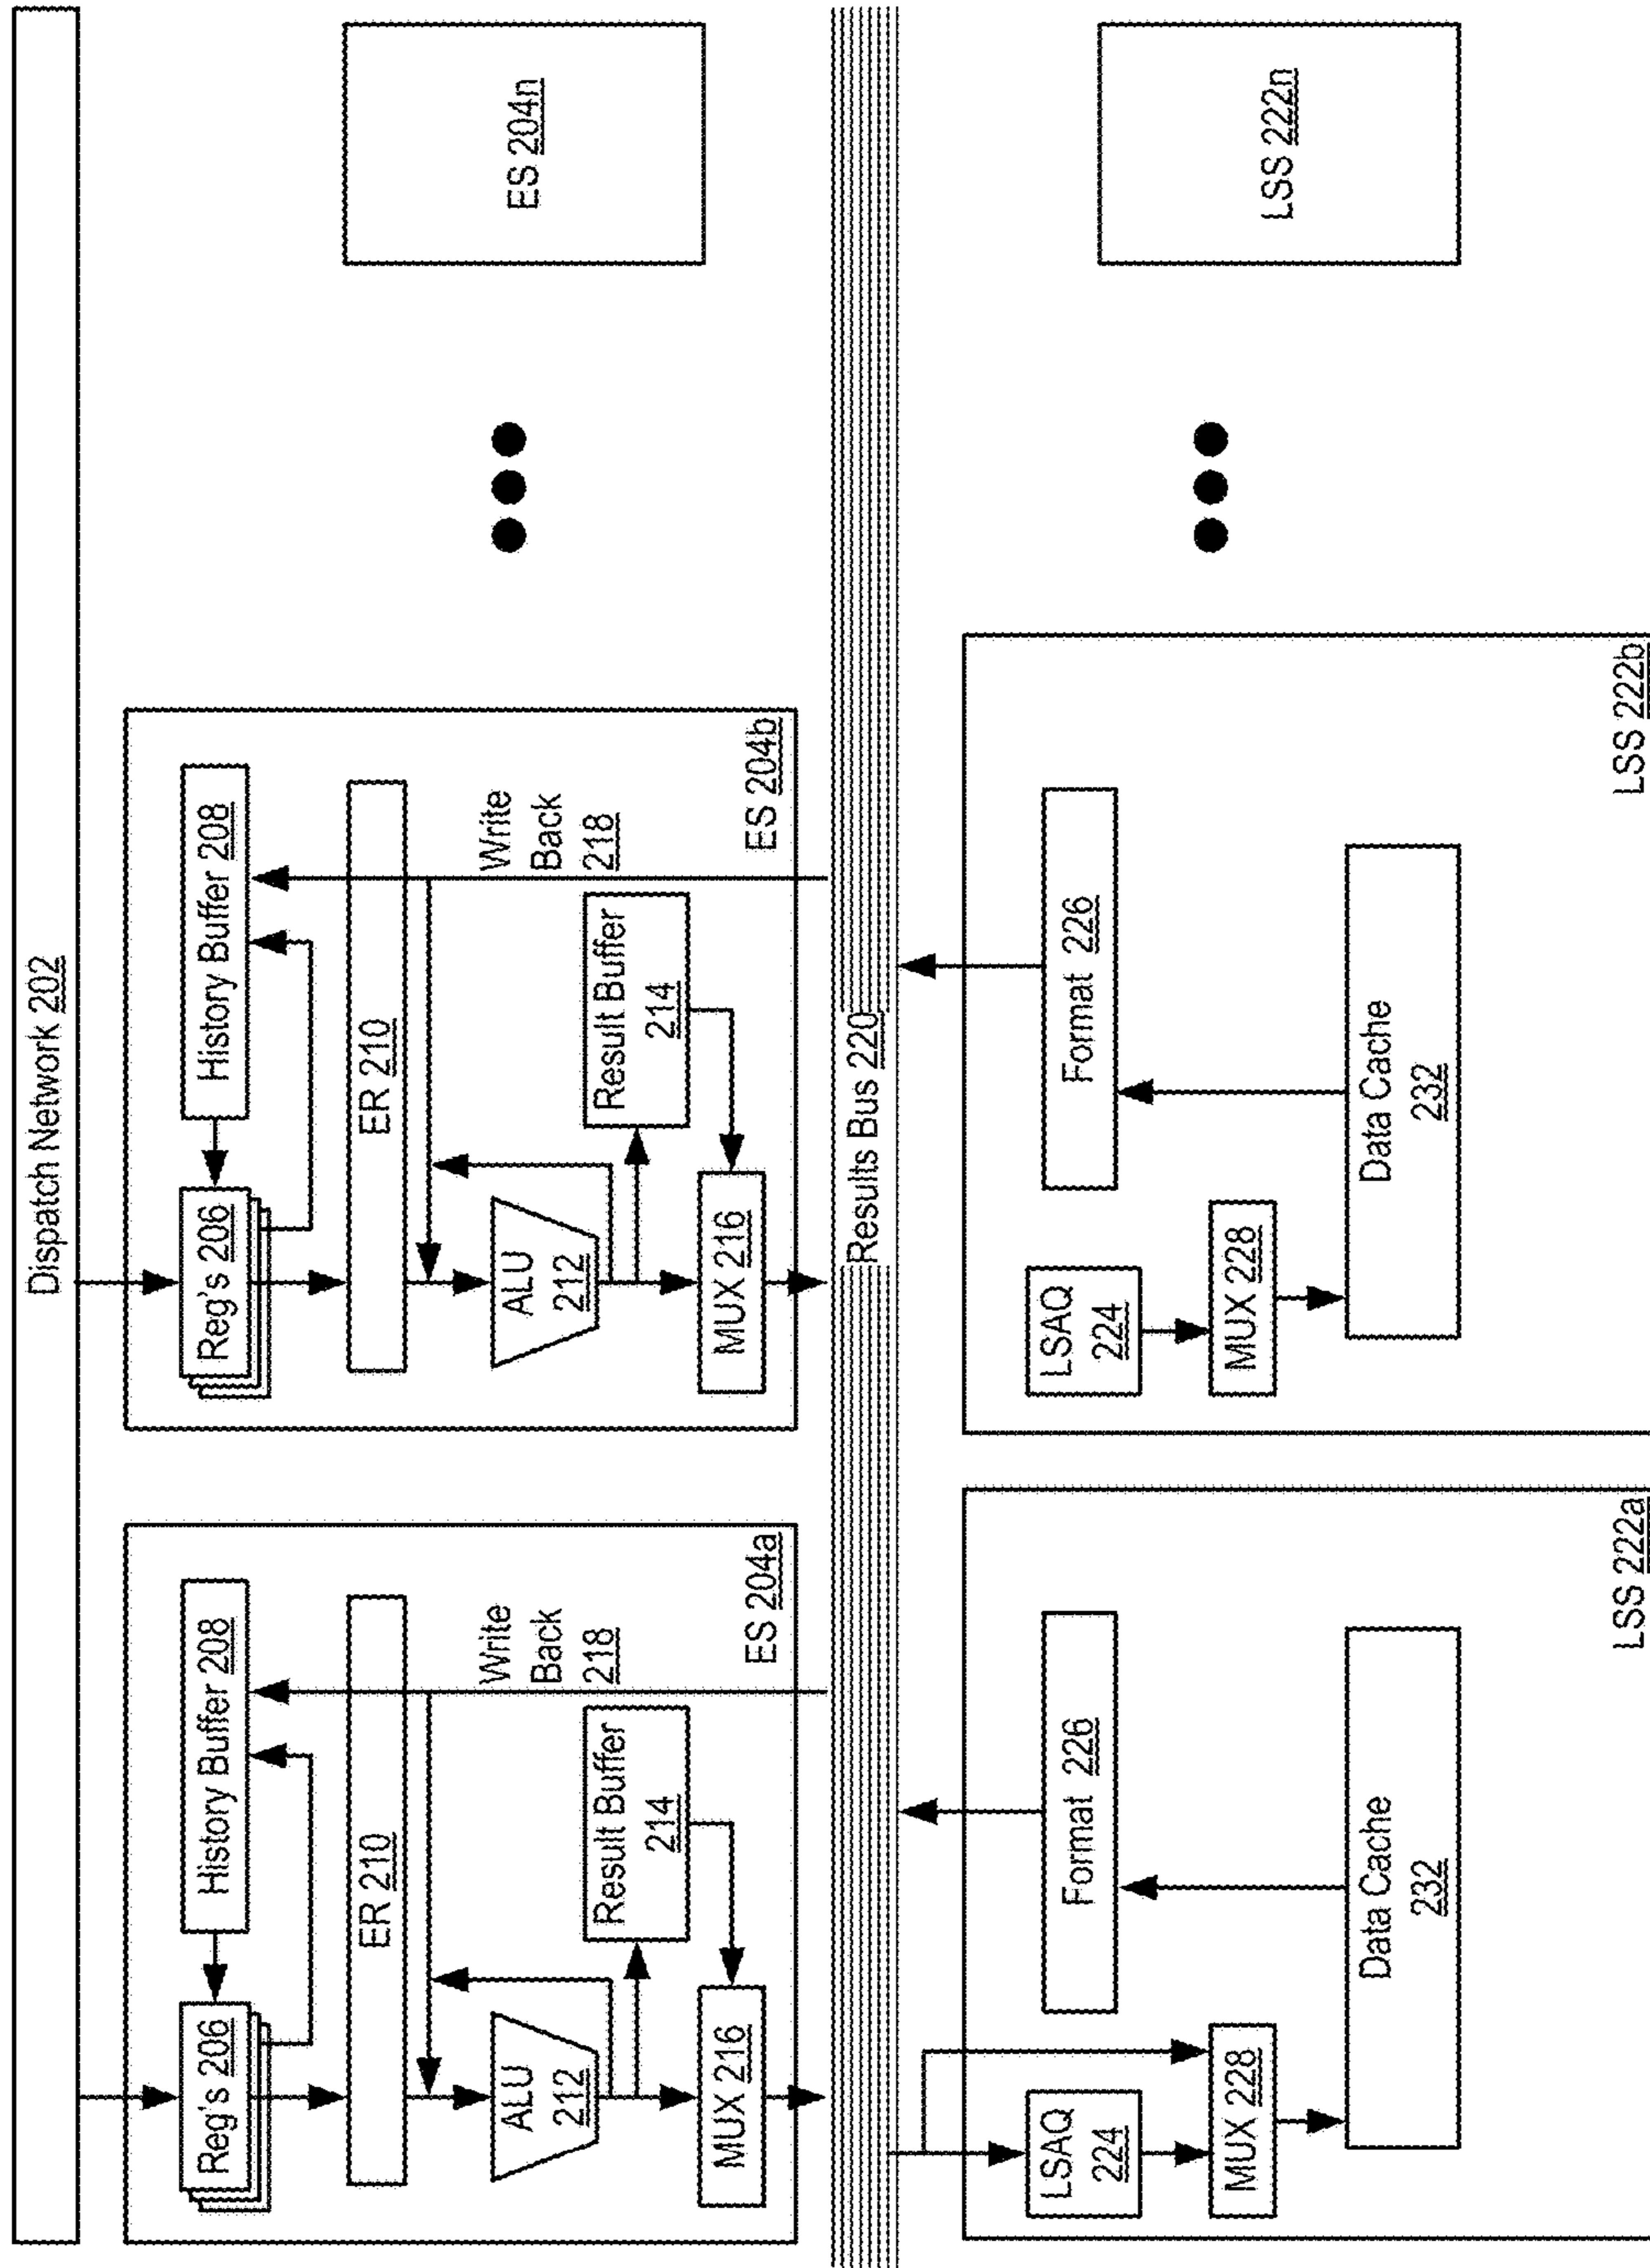 Dispatch Network 202
Reg's 206
History Buffer 208
ER 210
Write
Back
218
ALU
212
Result Buffer
214
MUX 216
ES 204a
Reg's 206
History Buffer 208
ER 210
Write
Back
218
ALU
212
Result Buffer
214
MUX 216
ES 204b
ES 204n
Results Bus 220
LSAQ
224
Format 226
MUX 228
Data Cache
232
LSS 222a
LSAQ
224
Format 226
MUX 228
Data Cache
232
LSS 222b
LSS 222n